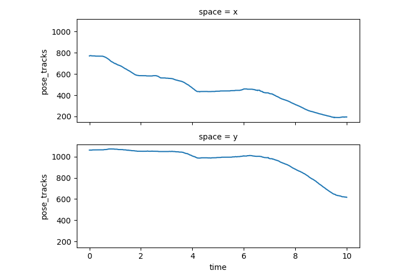 space = x
1000
800
600
400
200
pose_tracks
space = y
1000
800
600
400
200
pose_tracks
0 2 4 6 8 10
time